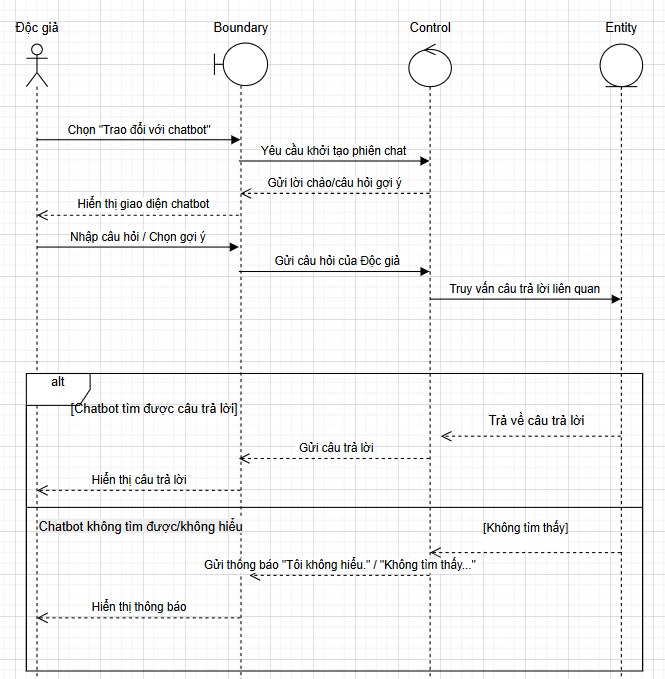 Độc giả
Boundary
Control
Entity
Chọn "Trao đổi với chatbot"
Yêu cầu khởi tạo phiên chat
Gửi lời chào/câu hỏi gợi ý
Hiển thị giao diện chatbot
Nhập câu hỏi / Chọn gợi ý
Gửi câu hỏi của Độc giả
Truy vấn câu trả lời liên quan
alt
[Chatbot tìm được câu trả lời]
Trả về câu trả lời
Gửi câu trả lời
Hiển thị câu trả lời
Chatbot không tìm được/không hiểu
[Không tìm thấy]
Gửi thông báo "Tôi không hiểu." / "Không tìm thấy..."
Hiển thị thông báo